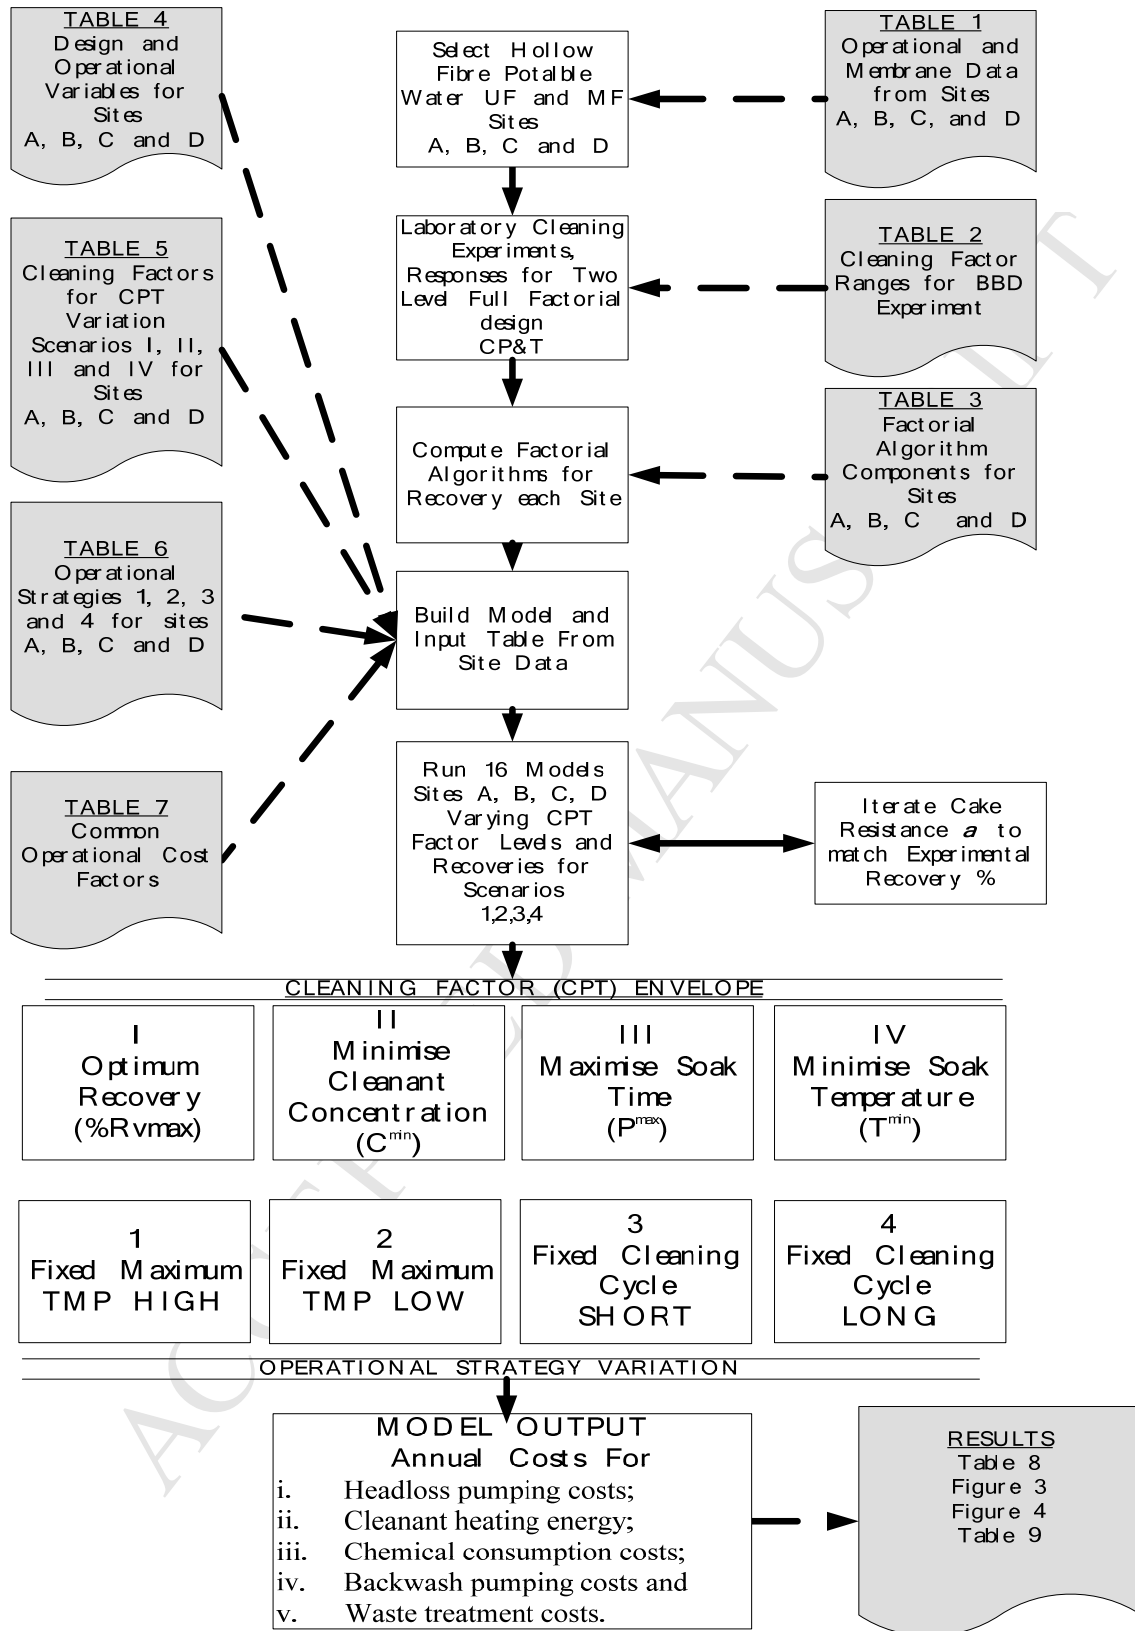 TABLE 4
Design and
Operational
Variables for
Sites
A, B, C and D
Select Hollow
Fibre Potalble
Water UF and MF
Sites
A, B, C and D
TABLE 1
Operational and
Membrane Data
from Sites
A, B, C, and D
TABLE 5
Cleaning Factors
for CPT
Variation
Scenarios I, II,
III and IV for
Sites
A, B, C and D
Laboratory Cleaning
Experiments,
Responses for Two
Level Full Factorial
design
CP&T
TABLE 2
Cleaning Factor
Ranges for BBD
Experiment
Compute Factorial
Algorithms for
Recovery each Site
TABLE 3
Factorial
Algorithm
Components for
Sites
A, B, C and D
TABLE 6
Operational
Strategies 1, 2, 3
and 4 for sites
A, B, C and D
Build Model and
Input Table From
Site Data
TABLE 7
Common
Operational Cost
Factors
Run 16 Models
Sites A, B, C, D
Varying CPT
Factor Levels and
Recoveries for
Scenarios
1,2,3,4
Iterate Cake
Resistance a to
match Experimental
Recovery %
CLEANING FACTOR (CPT) ENVELOPE
I
Optimum
Recovery
(%Rvmax)
II
Minimise
Cleanant
Concentration
(C^min)
III
Maximise Soak
Time
(P^max)
IV
Minimise Soak
Temperature
(T^min)
1
Fixed Maximum
TMP HIGH
2
Fixed Maximum
TMP LOW
3
Fixed Cleaning
Cycle
SHORT
4
Fixed Cleaning
Cycle
LONG
OPERATIONAL STRATEGY VARIATION
MODEL OUTPUT
Annual Costs For
i. Headloss pumping costs;
ii. Cleanant heating energy;
iii. Chemical consumption costs;
iv. Backwash pumping costs and
v. Waste treatment costs.
RESULTS
Table 8
Figure 3
Figure 4
Table 9
ACCEPTED MANUSCRIPT